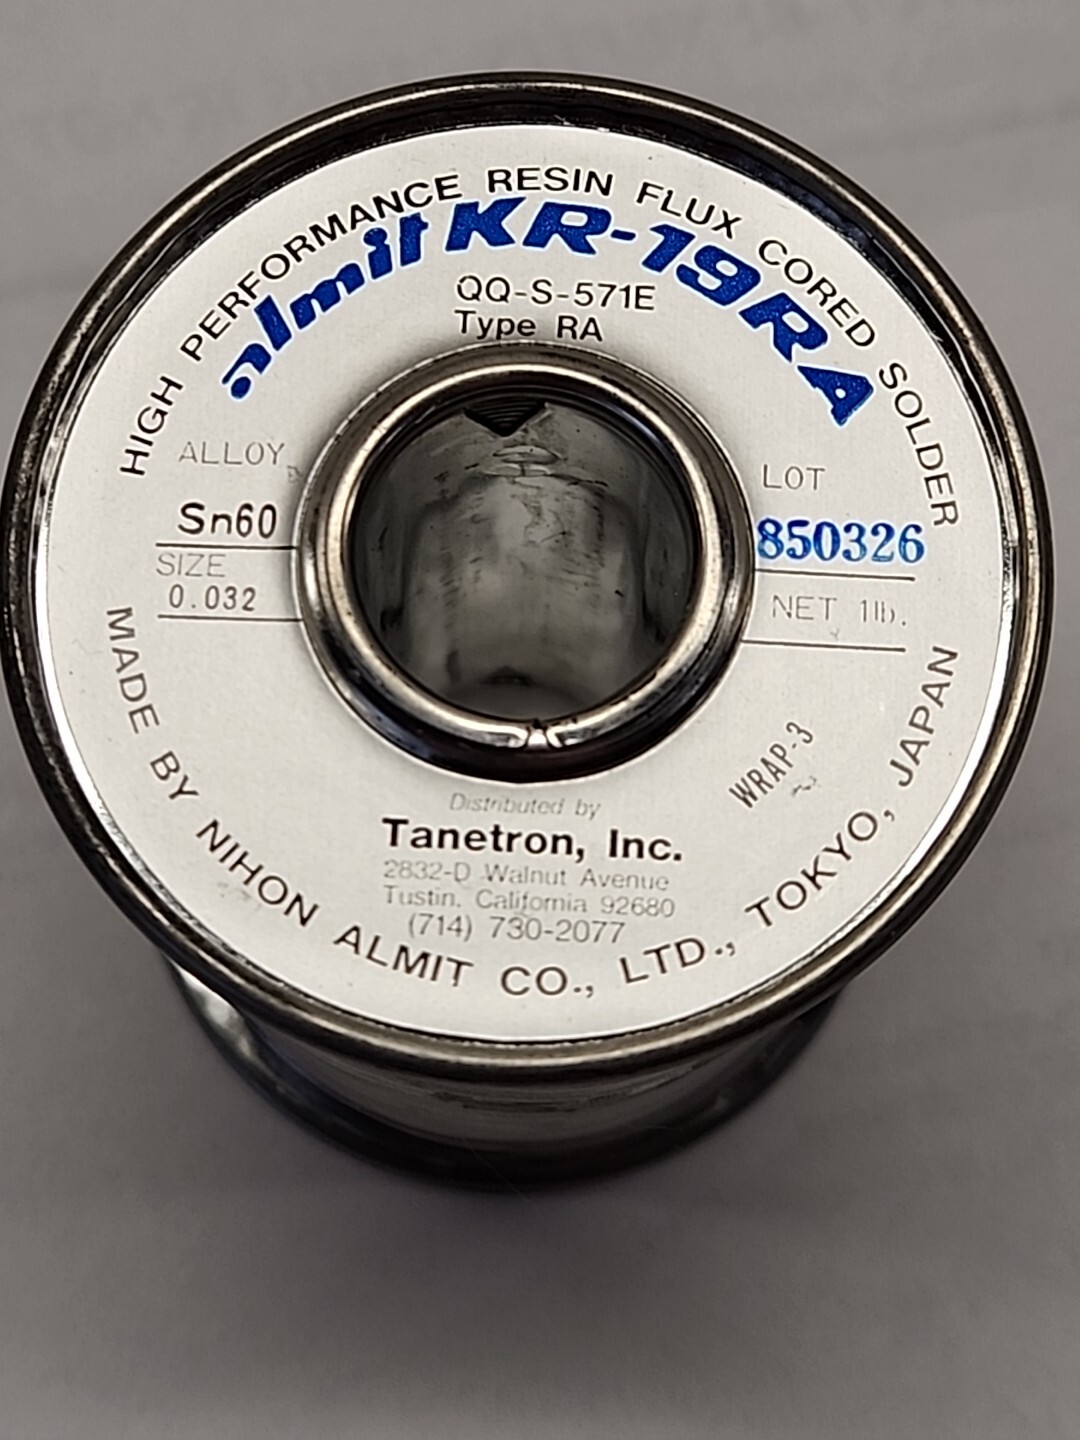 HIGH PERFORMANCE RESIN FLUX CORED SOLDER
almit KR-19RA
QQ-S-571E
Type RA
ALLOY
Sn60
SIZE
0.032
LOT
850326
NET 1lb.
WRAP-3
Distributed by
Tanetron, Inc.
2832-D Walnut Avenue
Tustin, California 92680
(714) 730-2077
MADE BY NIHON ALMIT CO., LTD., TOKYO, JAPAN